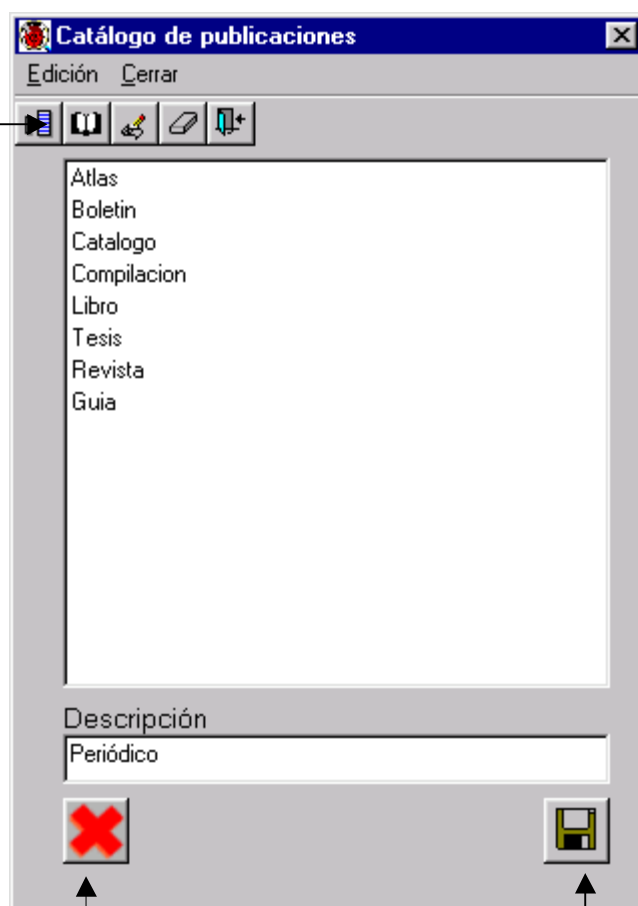 Catálogo de publicaciones
Edición Cerrar
Atlas
Boletin
Catalogo
Compilacion
Libro
Tesis
Revista
Guia
Descripción
Periódico